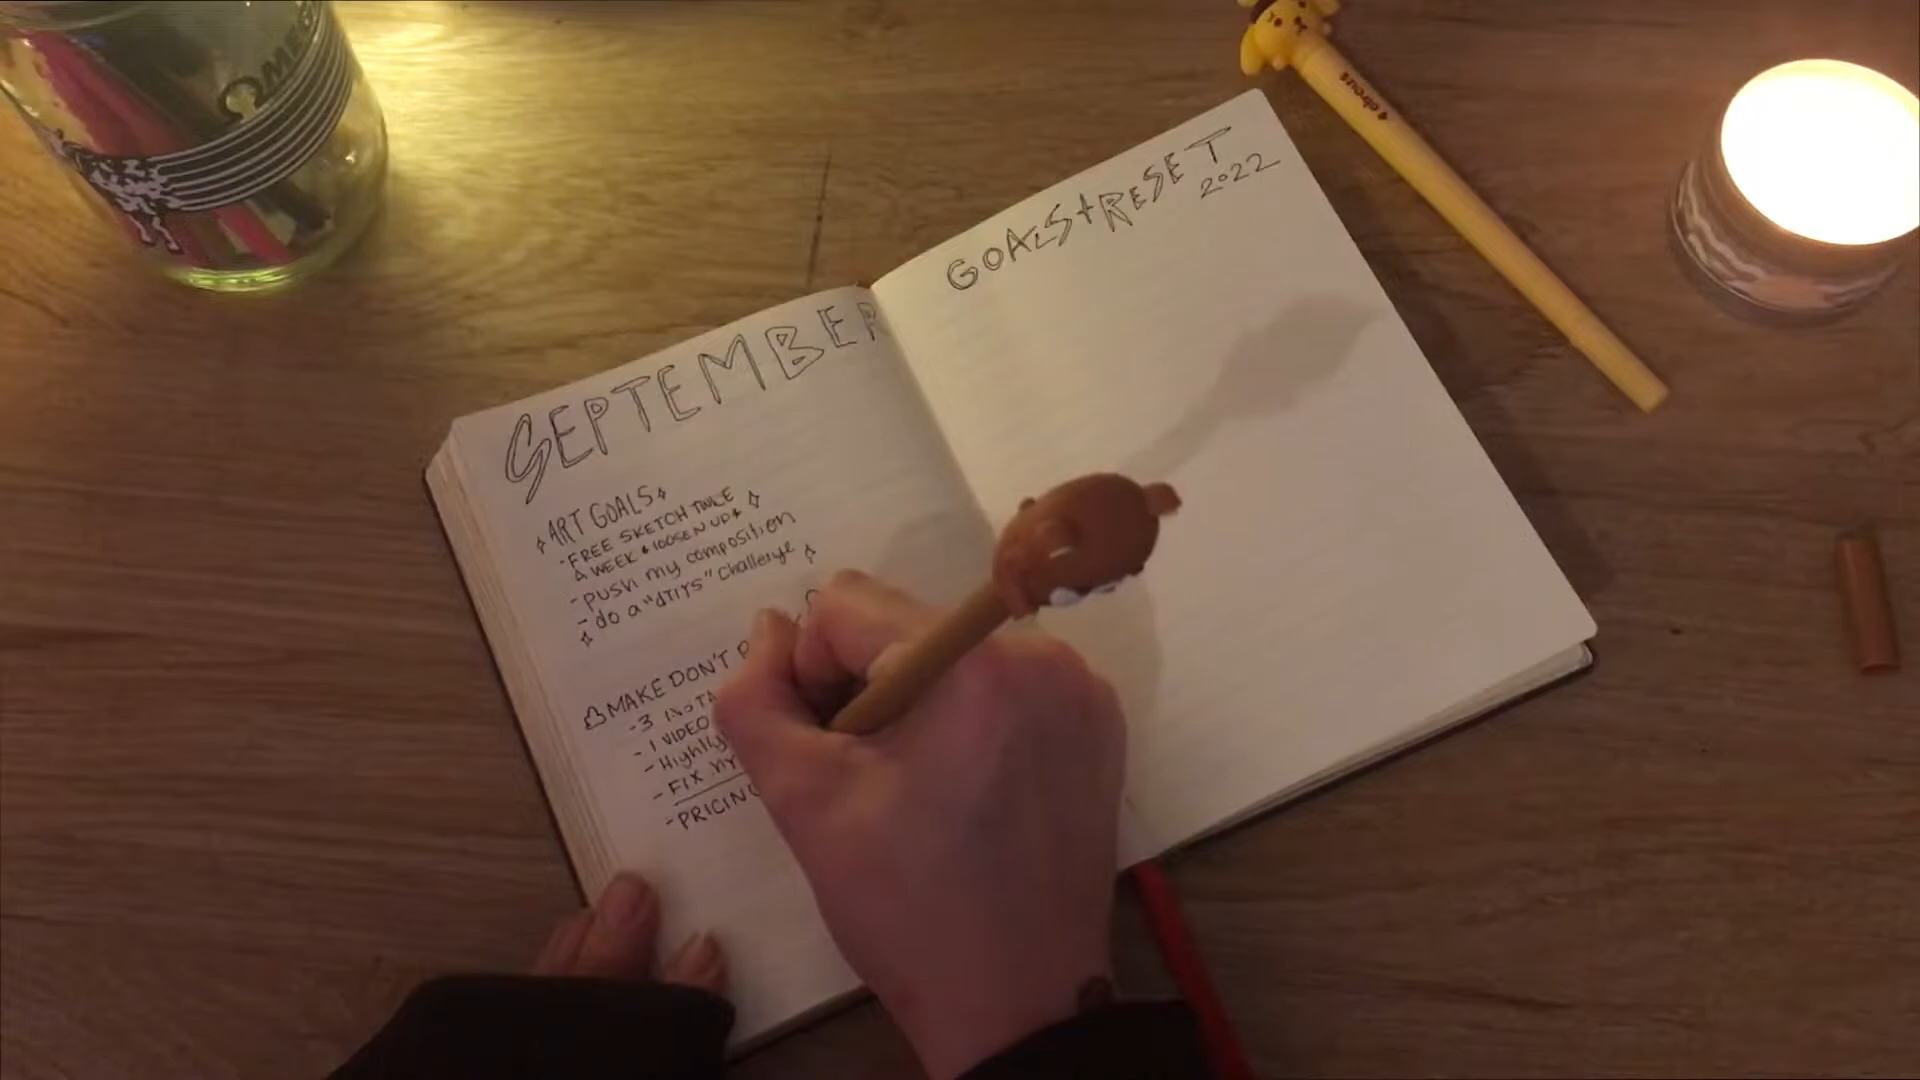 SEPTEMBER
ART GOALS
- FREE SKETCH TWICE
A WEEK & LOOSEN UP
- push my composition
- do a "dtiys" challenge
MAKE DON'T
- 3
- 1 VIDEO
- Highly
- FIX
- PRICING
GOALS + RESET
2022